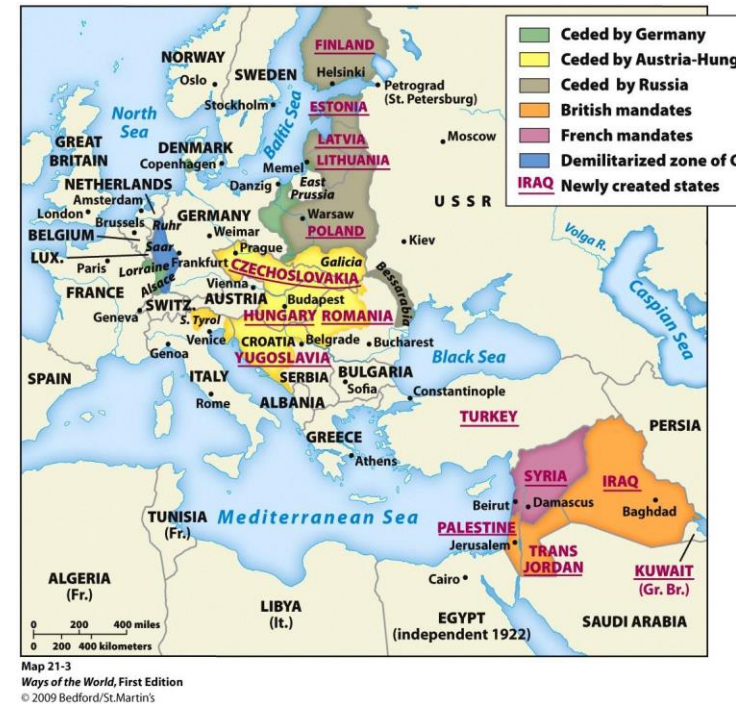 Ceded by Germany
Ceded by Austria-Hung
Ceded by Russia
British mandates
French mandates
Demilitarized zone of G
IRAQ Newly created states
FINLAND
NORWAY
SWEDEN
Helsinki
Oslo
Petrograd
(St. Petersburg)
Stockholm
ESTONIA
North
Sea
Baltic Sea
Moscow
LATVIA
GREAT
BRITAIN
DENMARK
Copenhagen
Memel
LITHUANIA
NETHERLANDS
Danzig
East
Prussia
USSR
Amsterdam
London
Ruhr
GERMANY
Warsaw
Brussels
Weimar
POLAND
BELGIUM
Volga R.
Kiev
LUX.
Saar
Prague
Frankfurt
Galicia
Paris
Lorraine
CZECHOSLOVAKIA
Alsace
Vienna
Bessarabia
Caspian
Sea
FRANCE
AUSTRIA
Budapest
SWITZ.
HUNGARY
ROMANIA
Geneva
S. Tyrol
Venice
CROATIA
Belgrade
Bucharest
Black Sea
Genoa
YUGOSLAVIA
SPAIN
ITALY
SERBIA
BULGARIA
Sofia
Constantinople
Rome
ALBANIA
TURKEY
PERSIA
GREECE
Athens
SYRIA
IRAQ
Beirut
Damascus
Baghdad
TUNISIA
(Fr.)
Mediterranean Sea
PALESTINE
Jerusalem
TRANS
JORDAN
KUWAIT
(Gr. Br.)
ALGERIA
(Fr.)
Cairo
LIBYA
(It.)
EGYPT
(independent 1922)
SAUDI ARABIA
0 200 400 miles
0 200 400 kilometers
Map 21-3
Ways of the World, First Edition
© 2009 Bedford/St.Martin's